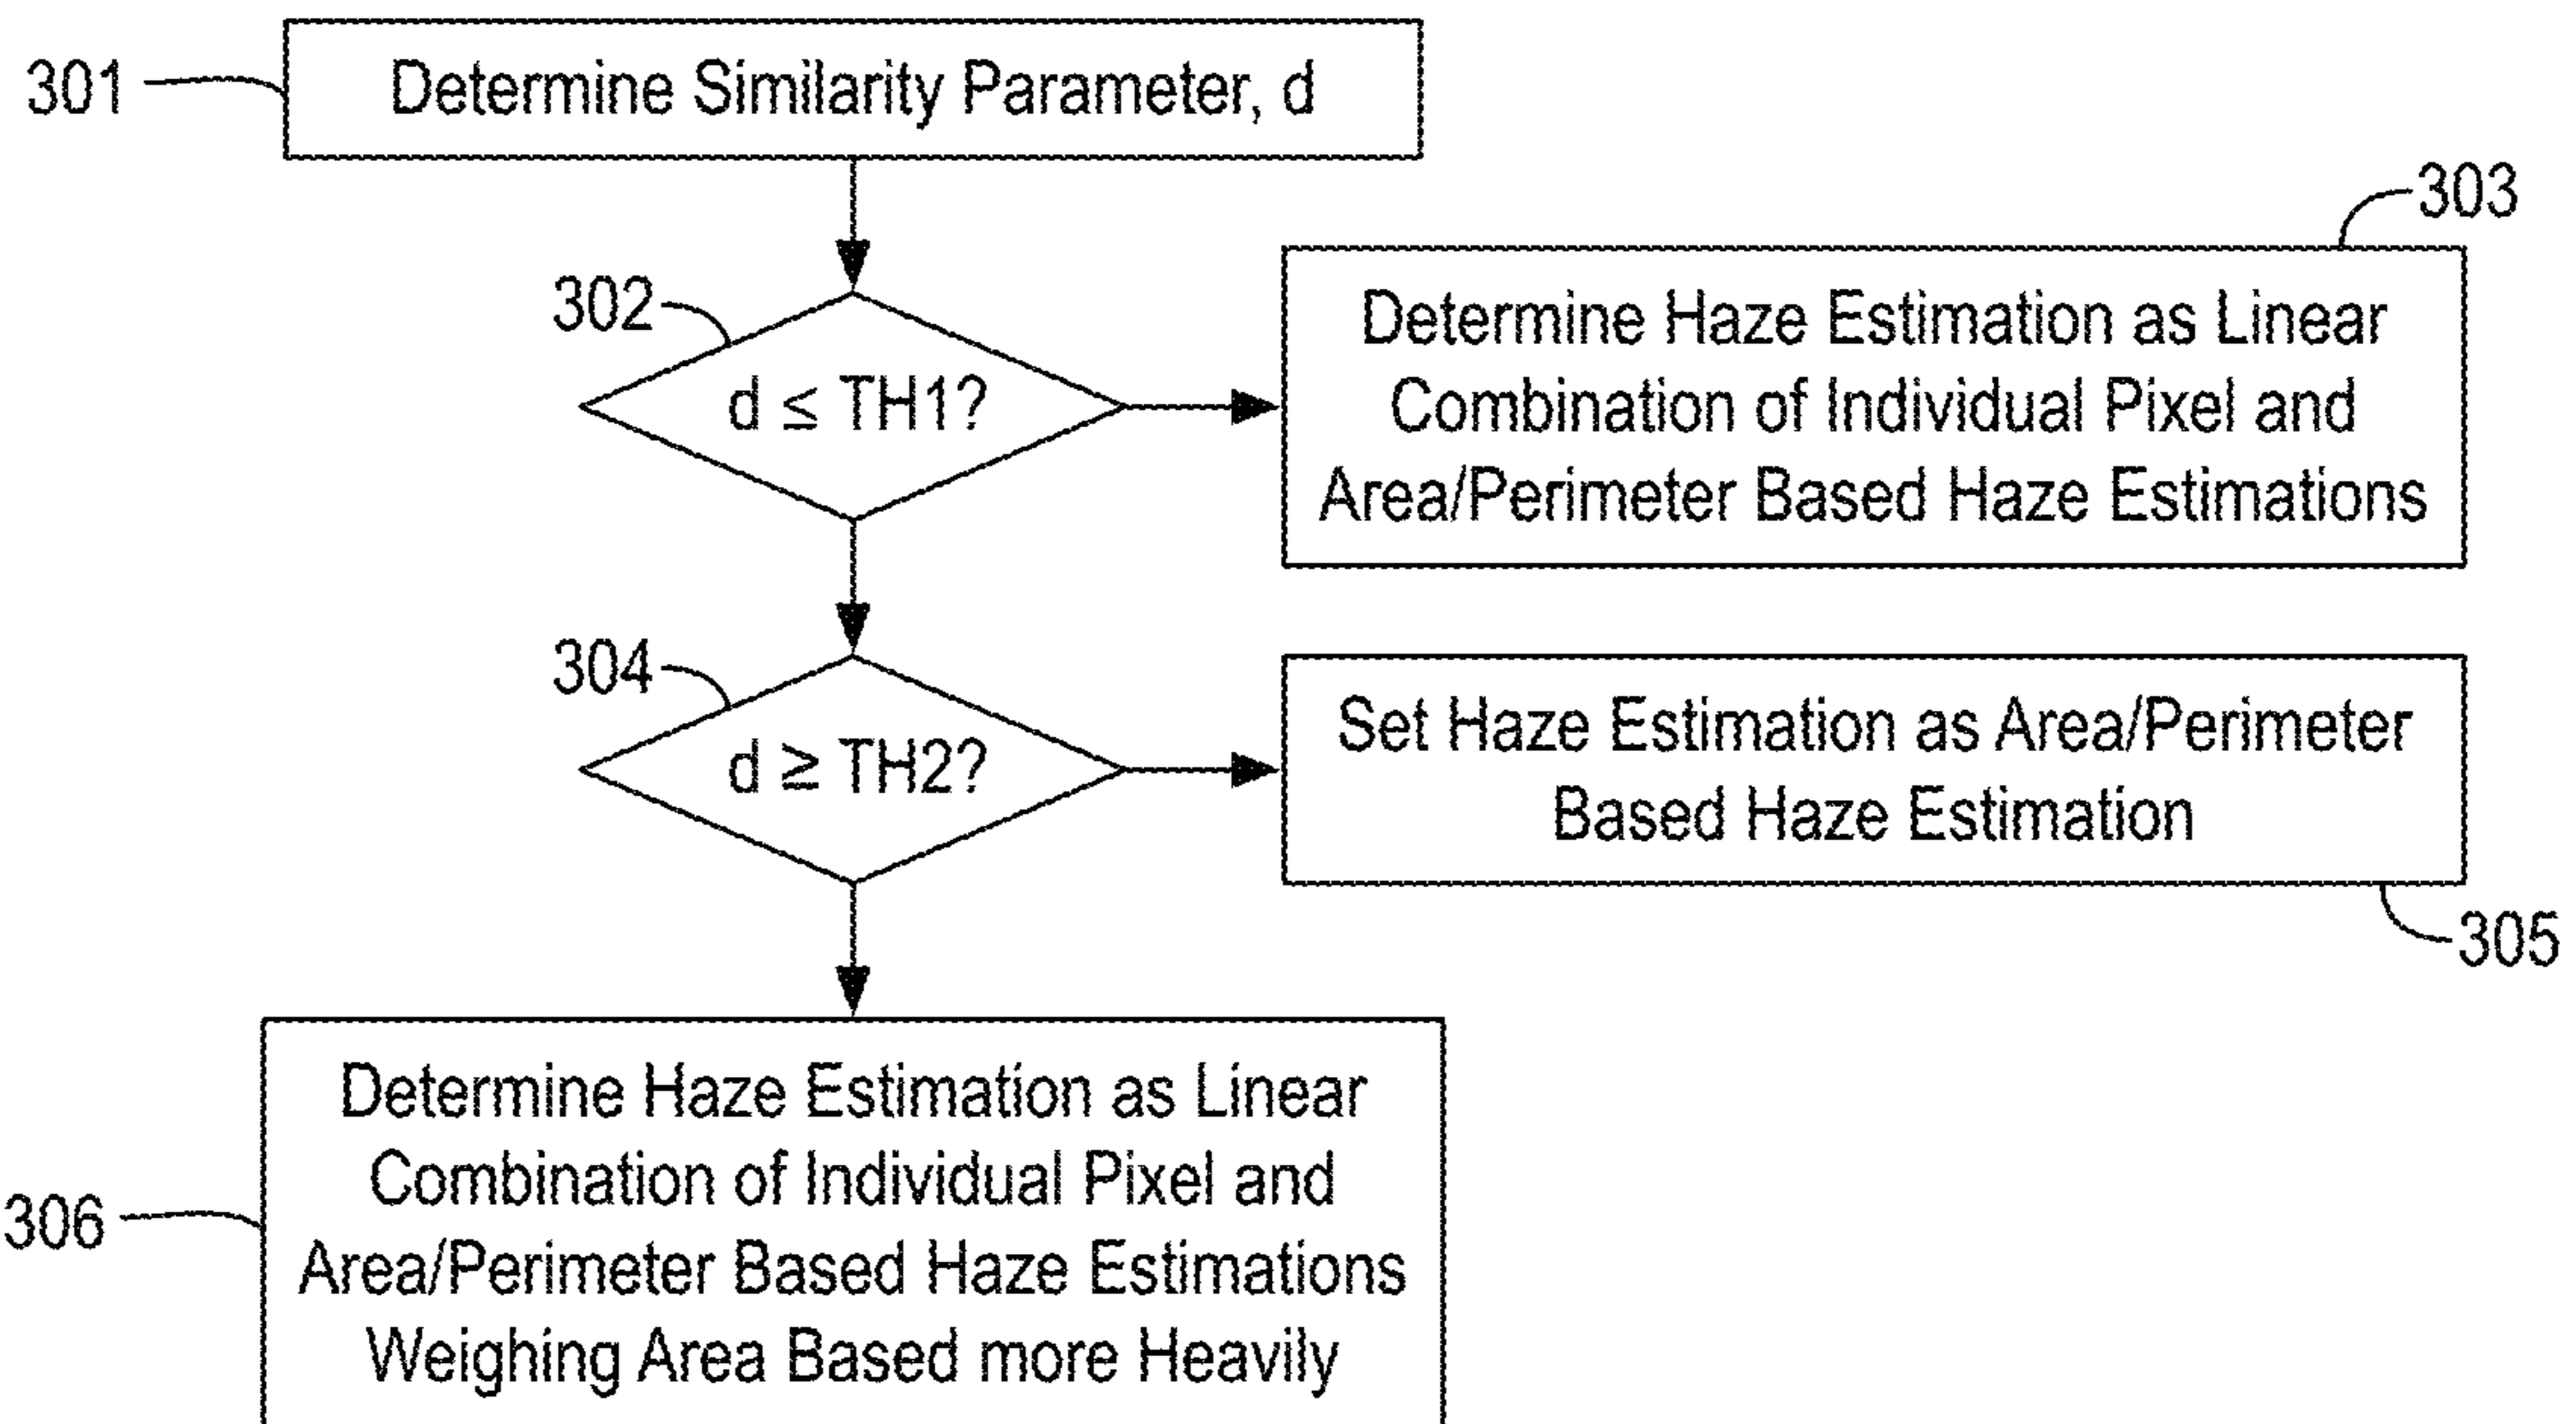 301
Determine Similarity Parameter, d
302
d ≤ TH1?
303
Determine Haze Estimation as Linear
Combination of Individual Pixel and
Area/Perimeter Based Haze Estimations
304
d ≥ TH2?
Set Haze Estimation as Area/Perimeter
Based Haze Estimation
305
306
Determine Haze Estimation as Linear
Combination of Individual Pixel and
Area/Perimeter Based Haze Estimations
Weighing Area Based more Heavily